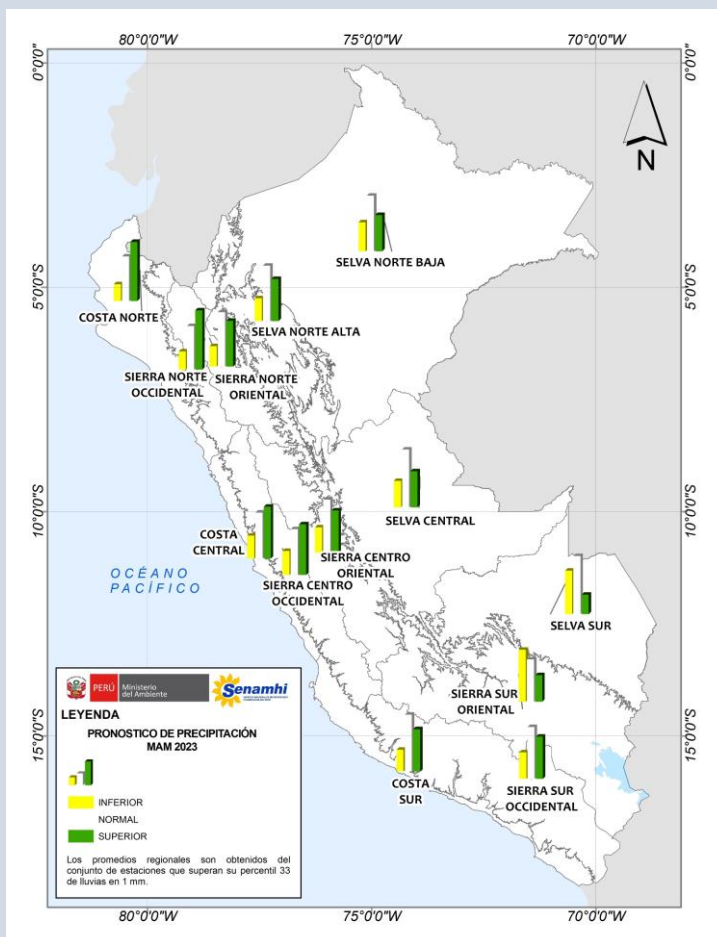 80°0'0"W
75°0'0"W
70°0'0"W
0°0'0"
0°0'0"
N
SELVA NORTE BAJA
5°0'0"S
5°0'0"S
COSTA NORTE
SELVA NORTE ALTA
SIERRA NORTE
OCCIDENTAL
SIERRA NORTE
ORIENTAL
10°0'0"S
10°0'0"S
SELVA CENTRAL
COSTA
CENTRAL
SIERRA CENTRO
ORIENTAL
SIERRA CENTRO
OCCIDENTAL
OCÉANO
PACÍFICO
SELVA SUR
SIERRA SUR
ORIENTAL
15°0'0"S
15°0'0"S
COSTA
SUR
SIERRA SUR
OCCIDENTAL
PERÚ
Ministerio
del Ambiente
Senamhi
LEYENDA
PRONOSTICO DE PRECIPITACIÓN
MAM 2023
INFERIOR
NORMAL
SUPERIOR
Los promedios regionales son obtenidos del
conjunto de estaciones que superan su percentil 33
de lluvias en 1 mm.
80°0'0"W
75°0'0"W
70°0'0"W